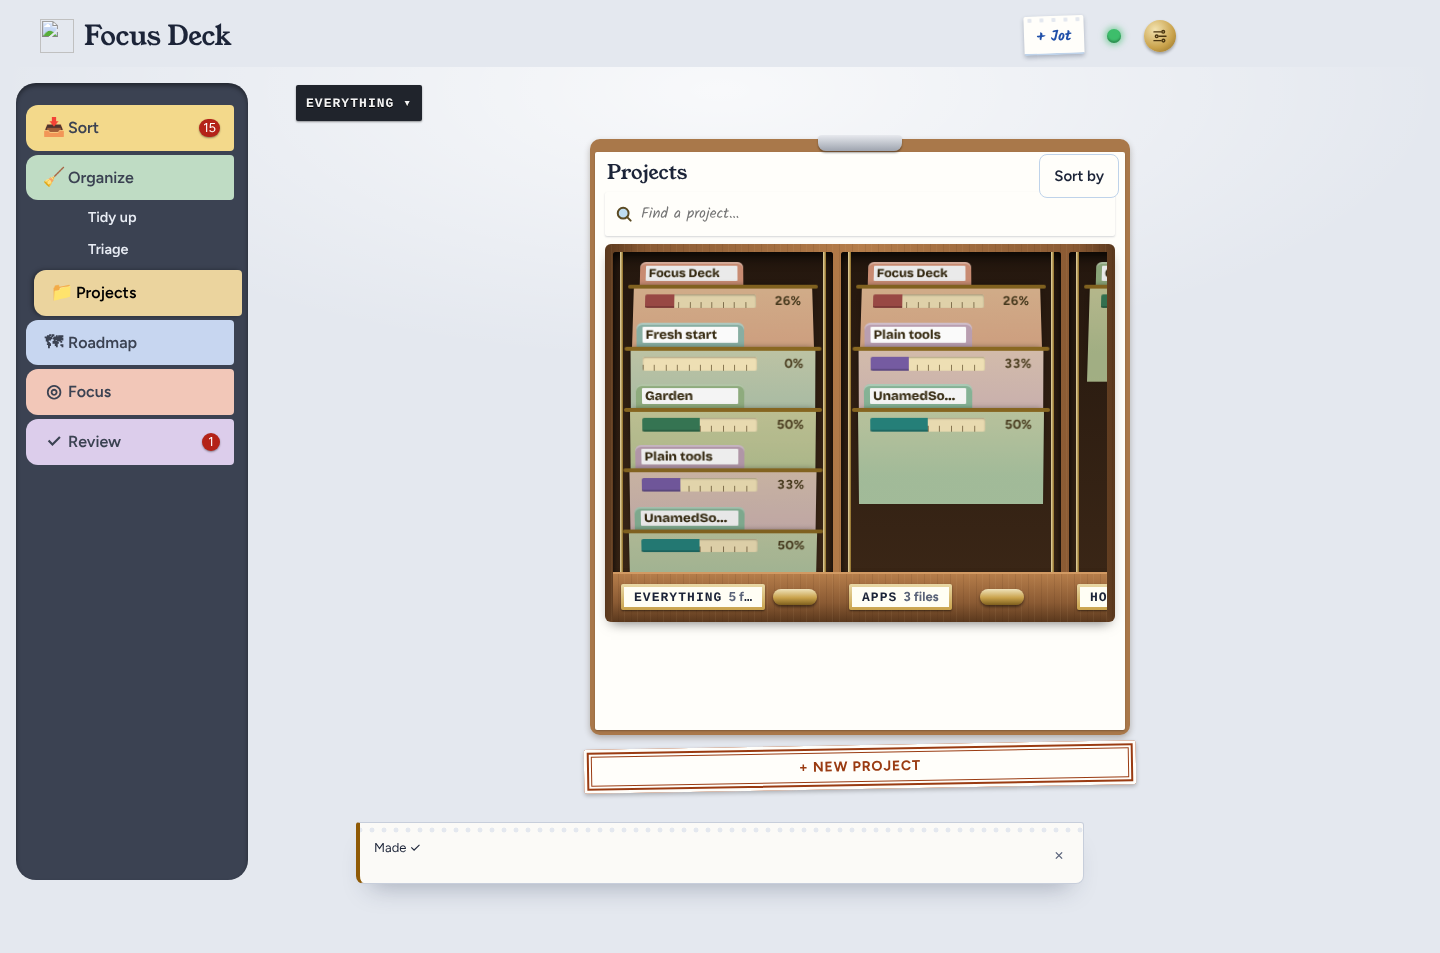 Focus Deck
+ Jot
EVERYTHING ▾
Sort 15
Organize
Tidy up
Triage
Projects
Roadmap
Focus
Review 1
Projects
Sort by
Find a project...
Focus Deck
26%
Fresh start
0%
Garden
50%
Plain tools
33%
UnamedSo...
50%
EVERYTHING 5 f...
Focus Deck
26%
Plain tools
33%
UnamedSo...
50%
APPS 3 files
HO
+ NEW PROJECT
Made ✓
×